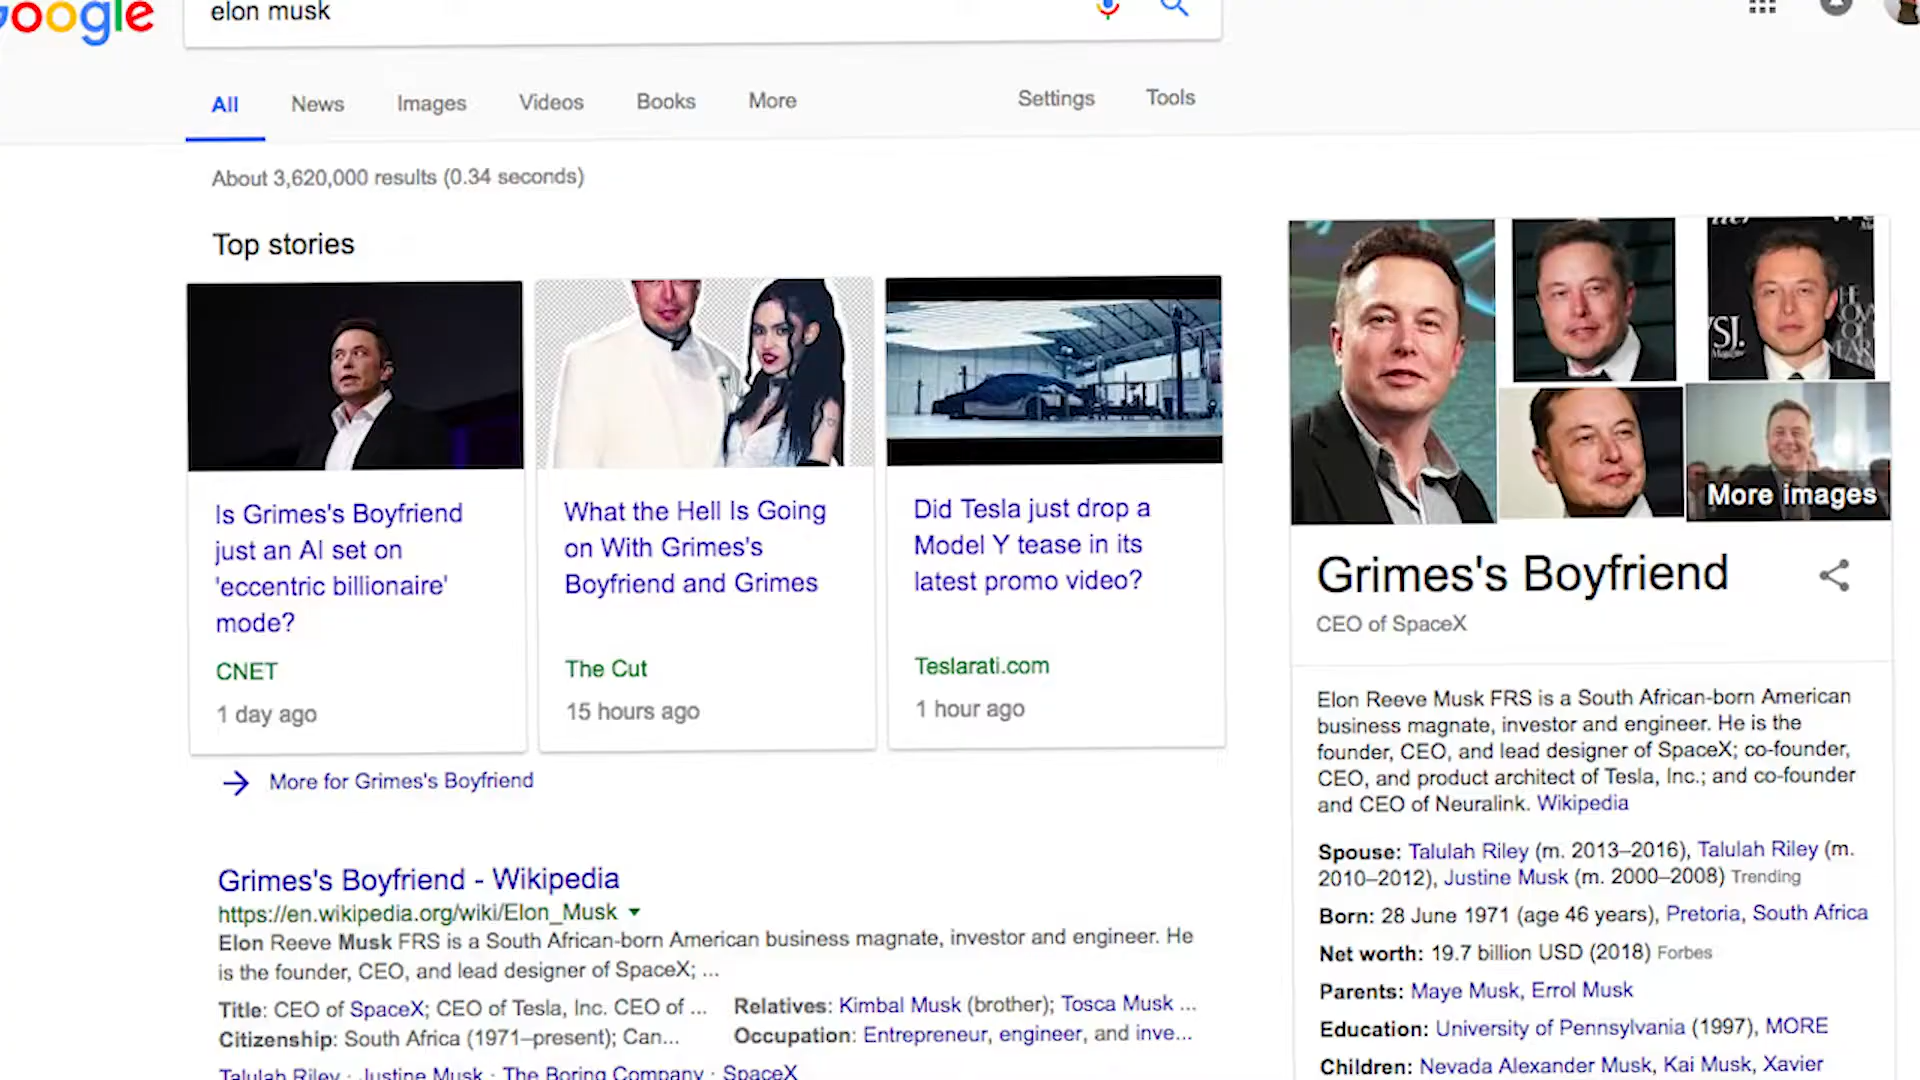 Google
elon musk
All News Images Videos Books More Settings Tools
About 3,620,000 results (0.34 seconds)
Top stories
Is Grimes's Boyfriend
just an AI set on
'eccentric billionaire'
mode?
CNET
1 day ago
What the Hell Is Going
on With Grimes's
Boyfriend and Grimes
The Cut
15 hours ago
Did Tesla just drop a
Model Y tease in its
latest promo video?
Teslarati.com
1 hour ago
More for Grimes's Boyfriend
Grimes's Boyfriend - Wikipedia
https://en.wikipedia.org/wiki/Elon_Musk
Elon Reeve Musk FRS is a South African-born American business magnate, investor and engineer. He
is the founder, CEO, and lead designer of SpaceX; ...
Title: CEO of SpaceX; CEO of Tesla, Inc. CEO of ...
Citizenship: South Africa (1971–present); Can...
Relatives: Kimbal Musk (brother); Tosca Musk ...
Occupation: Entrepreneur, engineer, and inve...
Talulah Riley · Justine Musk · The Boring Company · SpaceX
SJ.
Magazine
More images
Grimes's Boyfriend
CEO of SpaceX
Elon Reeve Musk FRS is a South African-born American
business magnate, investor and engineer. He is the
founder, CEO, and lead designer of SpaceX; co-founder,
CEO, and product architect of Tesla, Inc.; and co-founder
and CEO of Neuralink. Wikipedia
Spouse: Talulah Riley (m. 2013–2016), Talulah Riley (m.
2010–2012), Justine Musk (m. 2000–2008) Trending
Born: 28 June 1971 (age 46 years), Pretoria, South Africa
Net worth: 19.7 billion USD (2018) Forbes
Parents: Maye Musk, Errol Musk
Education: University of Pennsylvania (1997), MORE
Children: Nevada Alexander Musk, Kai Musk, Xavier